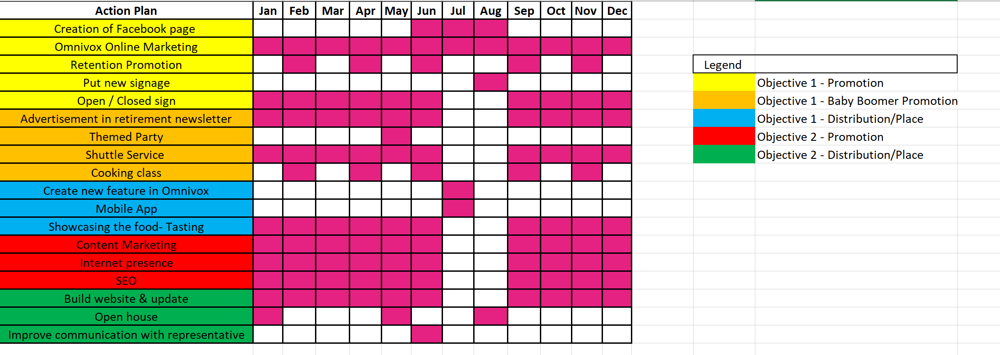 Action Plan Jan Feb Mar Apr May Jun Jul Aug Sep Oct Nov Dec
Creation of Facebook page
Omnivox Online Marketing
Retention Promotion
Put new signage
Open / Closed sign
Advertisement in retirement newsletter
Themed Party
Shuttle Service
Cooking class
Create new feature in Omnivox
Mobile App
Showcasing the food- Tasting
Content Marketing
Internet presence
SEO
Build website & update
Open house
Improve communication with representative
Legend
Objective 1 - Promotion
Objective 1 - Baby Boomer Promotion
Objective 1 - Distribution/Place
Objective 2 - Promotion
Objective 2 - Distribution/Place